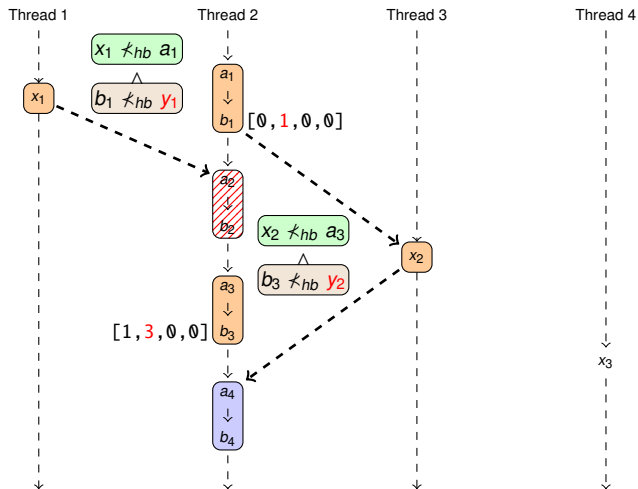 Thread 1 Thread 2 Thread 3 Thread 4
x₁ ⊀hb a₁
∧
b₁ ⊀hb y₁
x₁
a₁
↓
b₁ [0,1,0,0]
a₂
↓
b₂
x₂ ⊀hb a₃
∧
b₃ ⊀hb y₂
x₂
a₃
↓
[1,3,0,0] b₃
x₃
a₄
↓
b₄